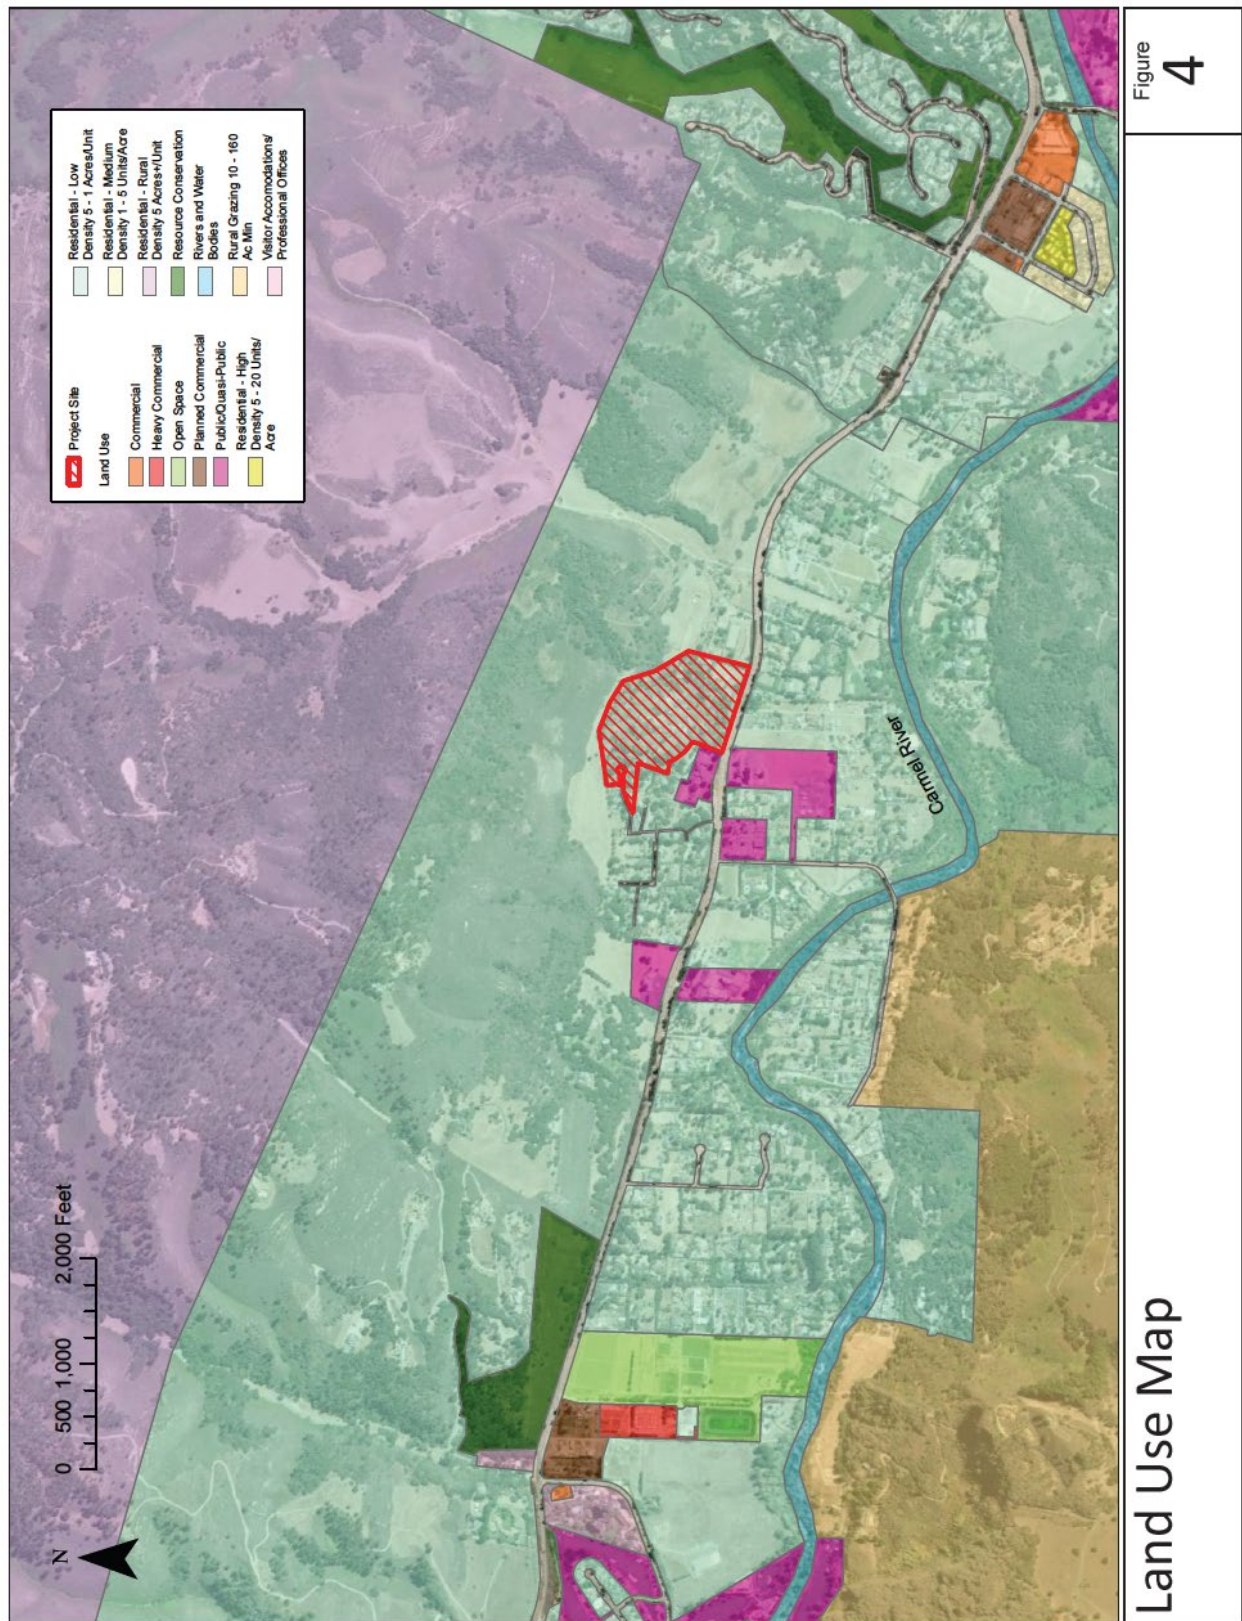 N
0 500 1,000 2,000 Feet
Project Site
Land Use
Commercial
Heavy Commercial
Open Space
Planned Commercial
Public/Quasi-Public
Residential - High
Density 5 - 20 Units/
Acre
Residential - Low
Density 5 - 1 Acres/Unit
Residential - Medium
Density 1 - 5 Units/Acre
Residential - Rural
Density 5 Acres+/Unit
Resource Conservation
Rivers and Water
Bodies
Rural Grazing 10 - 160
Ac Min
Visitor Accomodations/
Professional Offices
Carmel River
Land Use Map
Figure
4